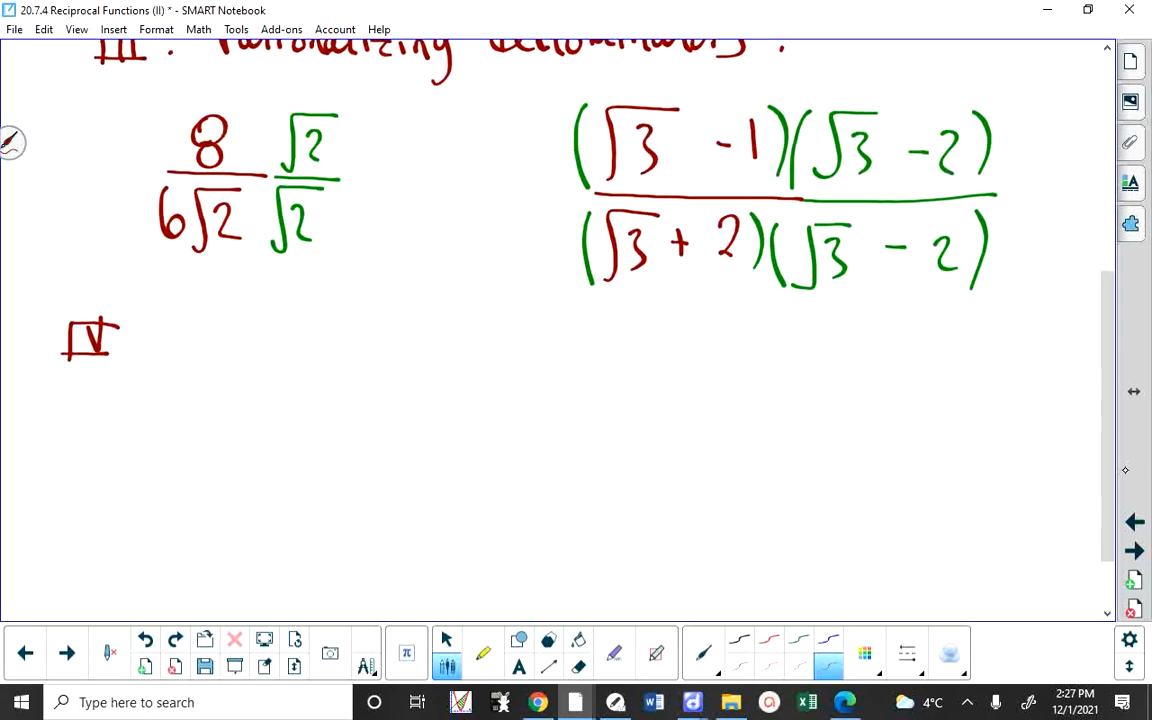 20.7.4 Reciprocal Functions (II) * - SMART Notebook
File Edit View Insert Format Math Tools Add-ons Account Help
III. rationalizing denominators.
8 √2 (√3 - 1)(√3 - 2)
6√2 √2 (√3 + 2)(√3 - 2)
IV
π
A
Type here to search
4°C
2:27 PM
12/1/2021